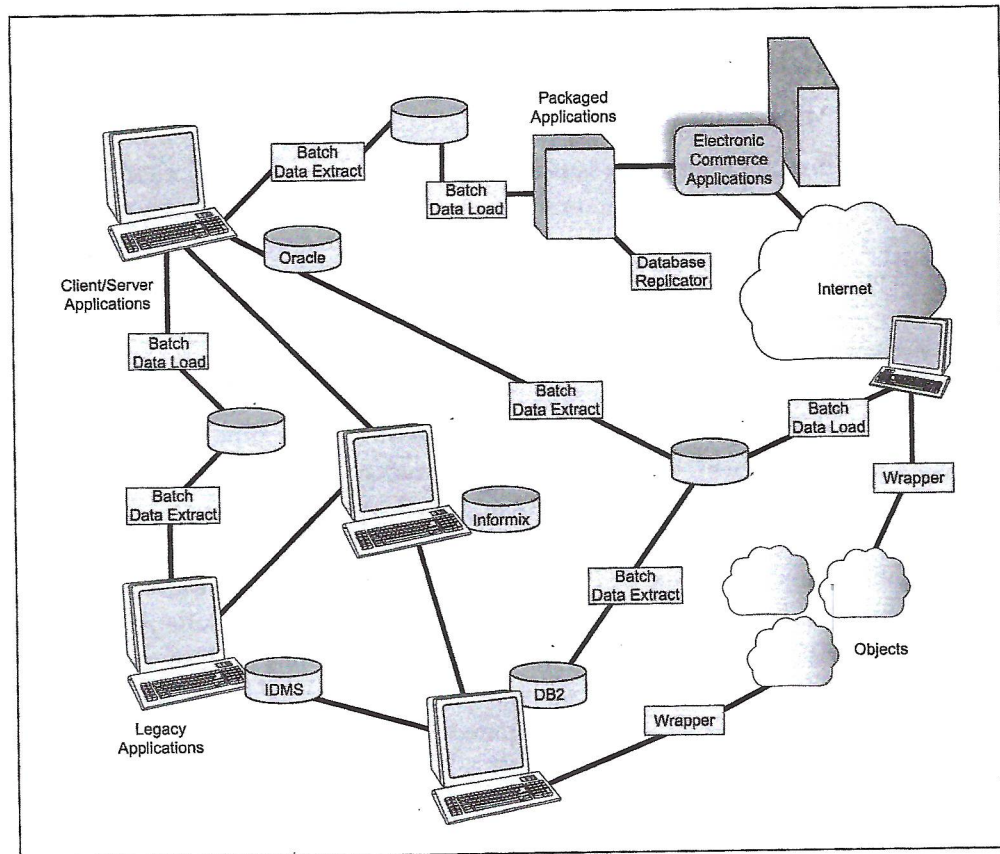 Packaged
Applications
Electronic
Commerce
Applications
Batch
Data Extract
Batch
Data Load
Oracle
Database
Replicator
Internet
Client/Server
Applications
Batch
Data Load
Batch
Data Extract
Batch
Data Load
Wrapper
Batch
Data Extract
Informix
Batch
Data Extract
Objects
IDMS
DB2
Legacy
Applications
Wrapper